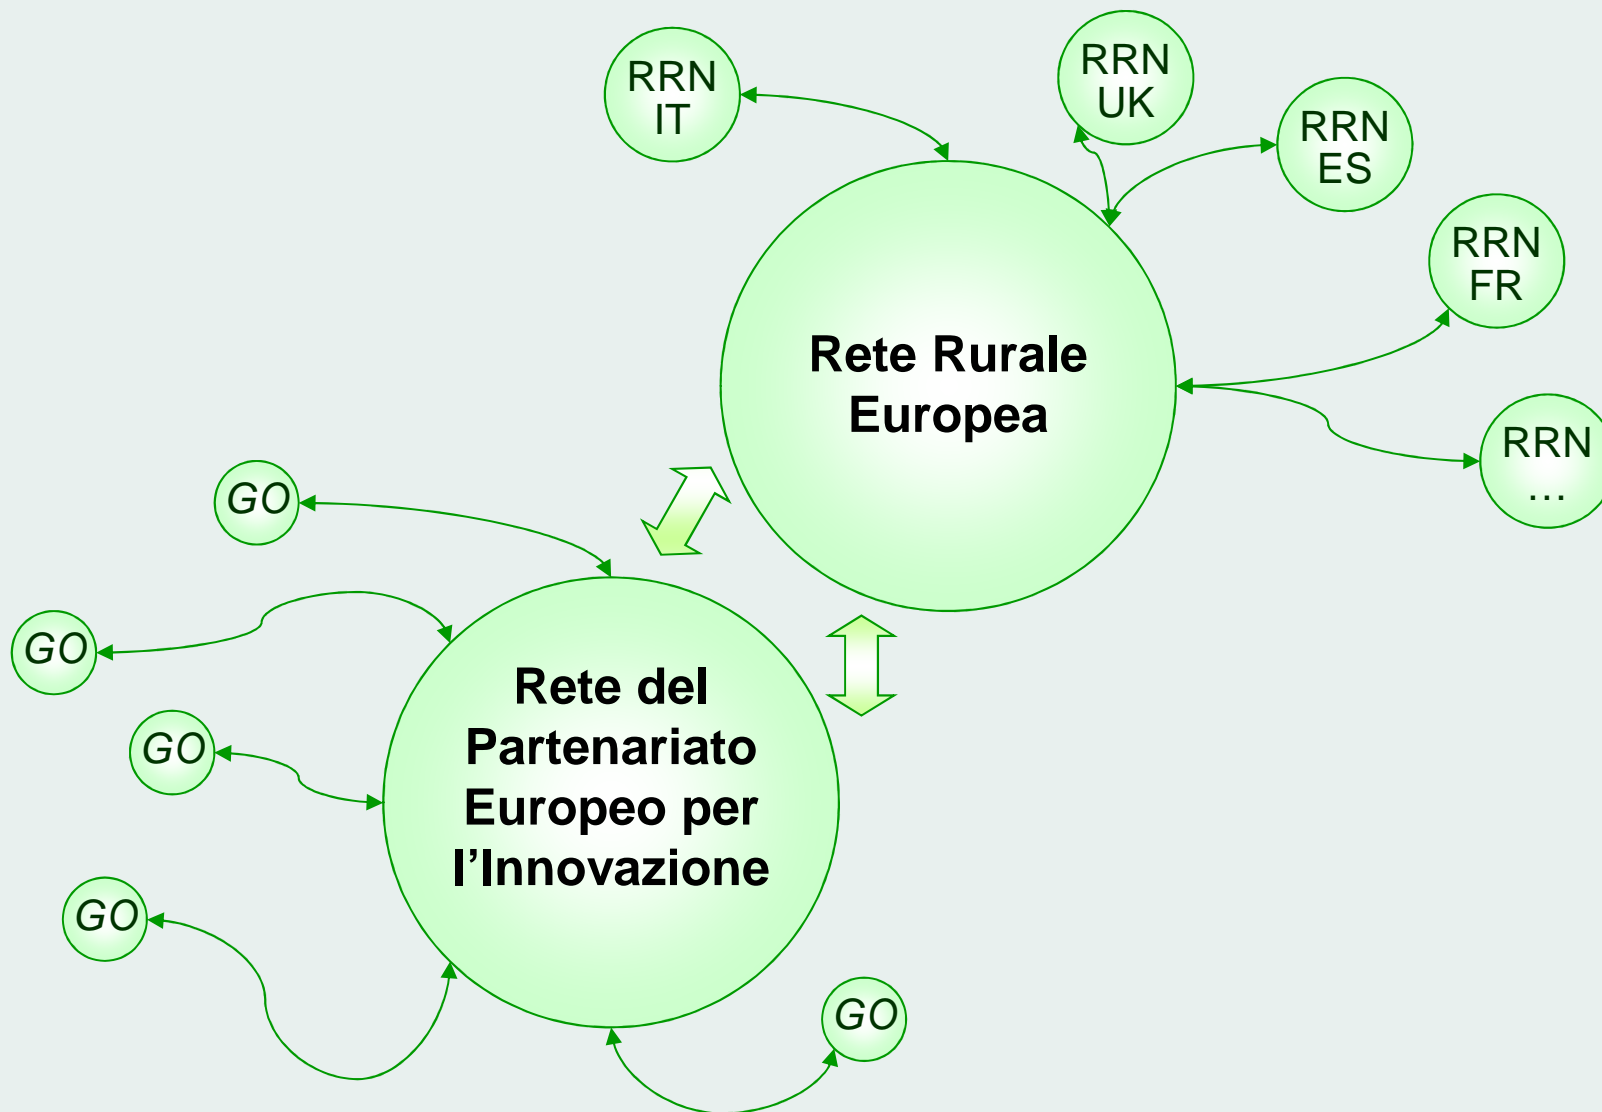 RRN
IT
RRN
UK
RRN
ES
RRN
FR
RRN
…
Rete Rurale
Europea
GO
GO
GO
GO
GO
Rete del
Partenariato
Europeo per
l’Innovazione